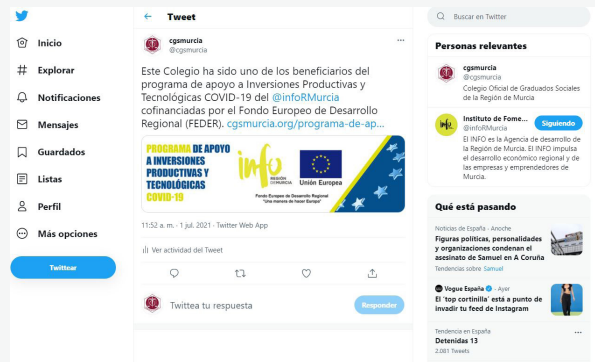 Inicio
Explorar
Notificaciones
Mensajes
Guardados
Listas
Perfil
Más opciones
Twittear
Tweet
cgsmurcia
@cgsmurcia
Este Colegio ha sido uno de los beneficiarios del
programa de apoyo a Inversiones Productivas y
Tecnológicas COVID-19 del @infoRMurcia
cofinanciadas por el Fondo Europeo de Desarrollo
Regional (FEDER). cgsmurcia.org/programa-de-ap...
PROGRAMA DE APOYO
A INVERSIONES
PRODUCTIVAS Y
TECNOLÓGICAS
COVID-19
info
REGIÓN
DE MURCIA
Unión Europea
Fondo Europeo de Desarrollo Regional
"Una manera de hacer Europa"
11:52 a. m. · 1 jul. 2021 · Twitter Web App
Ver actividad del Tweet
Twittea tu respuesta
Responder
Buscar en Twitter
Personas relevantes
cgsmurcia
@cgsmurcia
Colegio Oficial de Graduados Sociales
de la Región de Murcia
Instituto de Fome...
@infoRMurcia
Siguiendo
El INFO es la Agencia de desarrollo de
la Región de Murcia. El INFO impulsa
el desarrollo económico regional y de
las empresas y emprendedores de
Murcia.
Qué está pasando
Noticias de España · Anoche
Figuras políticas, personalidades
y organizaciones condenan el
asesinato de Samuel en A Coruña
Tendencias sobre Samuel
Vogue España · Ayer
El 'top cortinilla' está a punto de
invadir tu feed de Instagram
Tendencia en España
Detenidas 13
2.081 Tweets